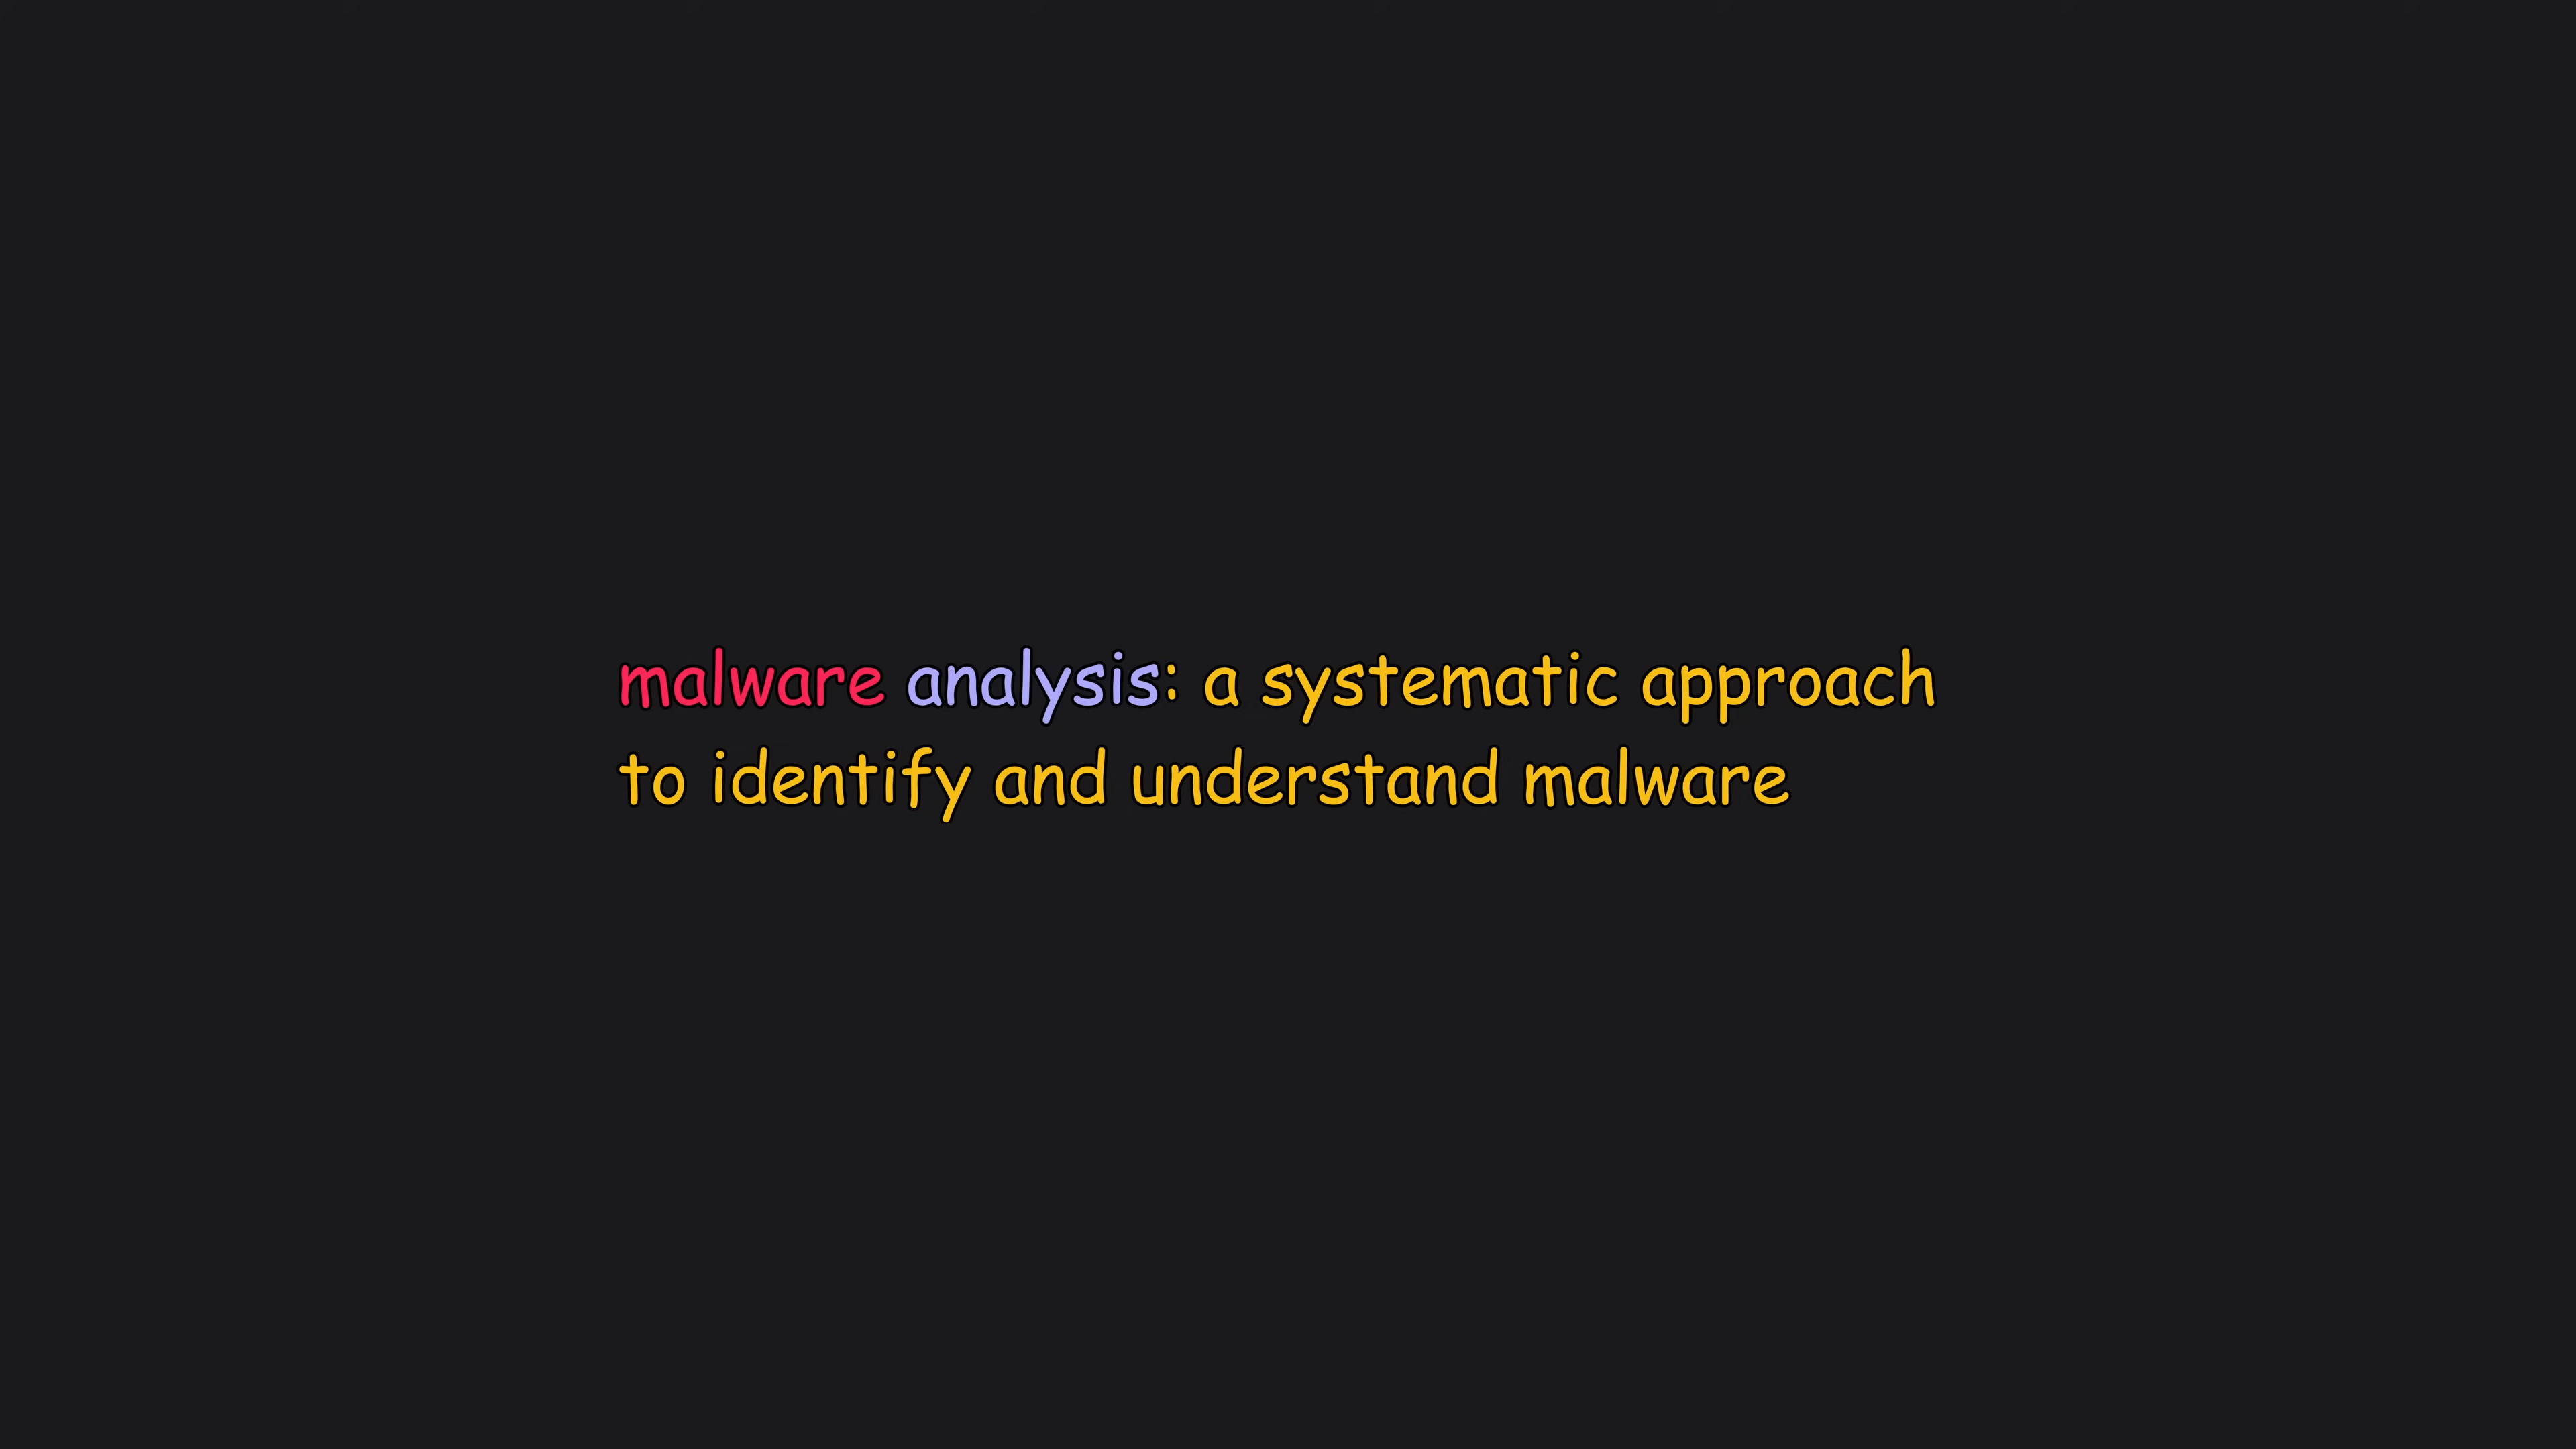 malware analysis: a systematic approach
to identify and understand malware